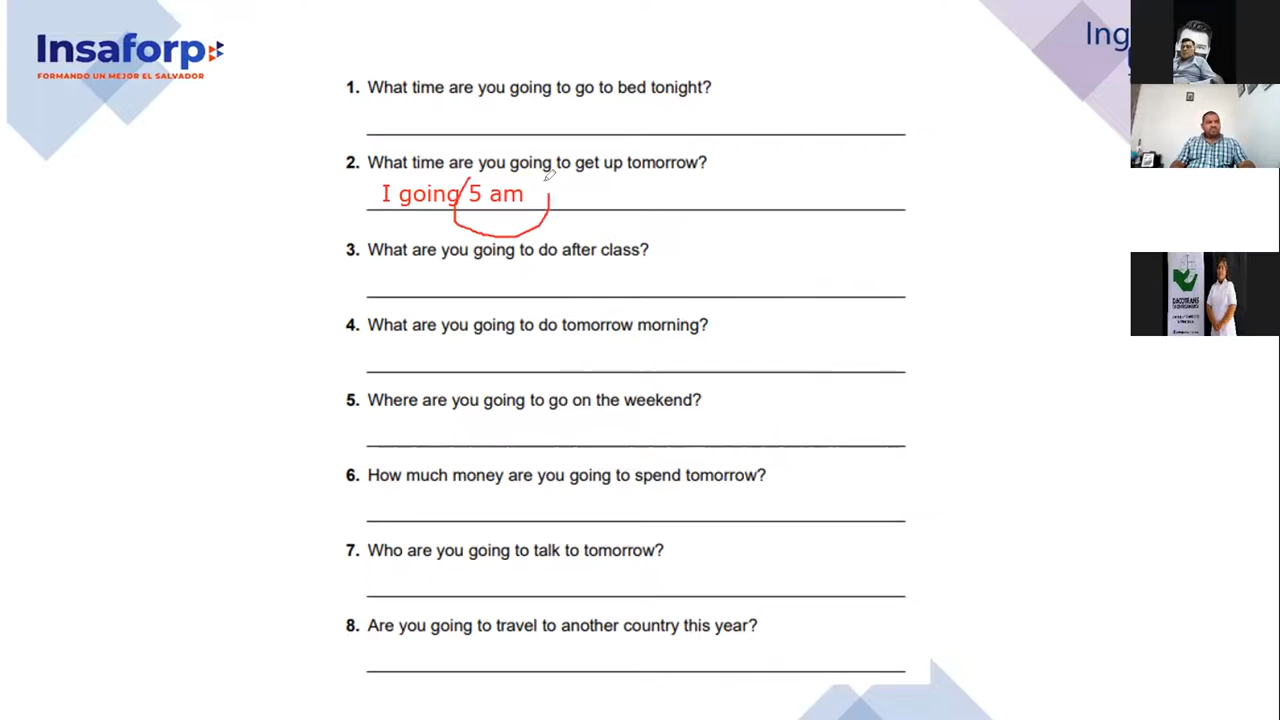 Insaforp
FORMANDO UN MEJOR EL SALVADOR
Ing
1. What time are you going to go to bed tonight?
2. What time are you going to get up tomorrow?
I going 5 am
3. What are you going to do after class?
4. What are you going to do tomorrow morning?
5. Where are you going to go on the weekend?
6. How much money are you going to spend tomorrow?
7. Who are you going to talk to tomorrow?
8. Are you going to travel to another country this year?
DACOTRANS